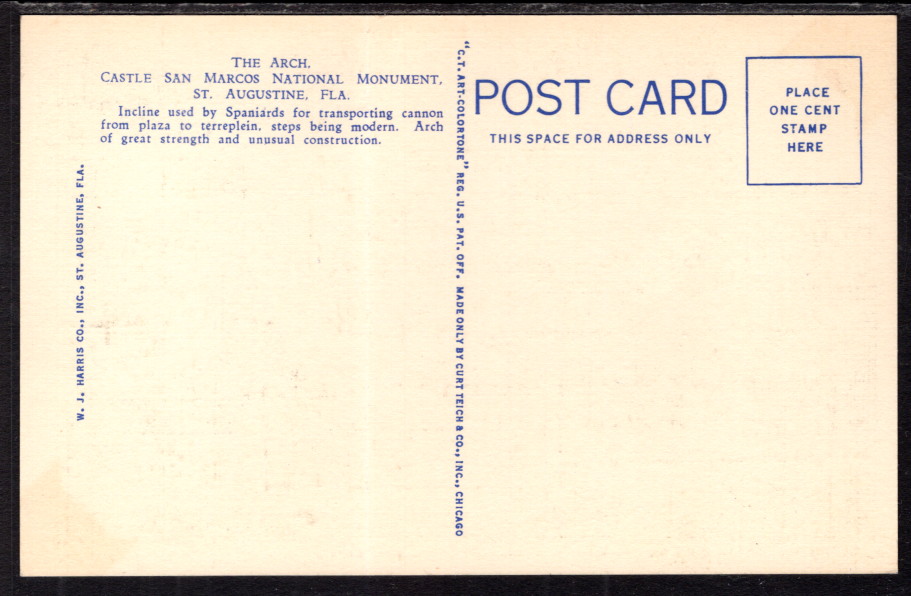 THE ARCH,
CASTLE SAN MARCOS NATIONAL MONUMENT,
ST. AUGUSTINE, FLA.
Incline used by Spaniards for transporting cannon
from plaza to terreplein, steps being modern. Arch
of great strength and unusual construction.
W. J. HARRIS CO., INC., ST. AUGUSTINE, FLA.
"C.T. ART-COLORTONE" REG. U.S. PAT. OFF. MADE ONLY BY CURT TEICH & CO., INC., CHICAGO
POST CARD
THIS SPACE FOR ADDRESS ONLY
PLACE
ONE CENT
STAMP
HERE